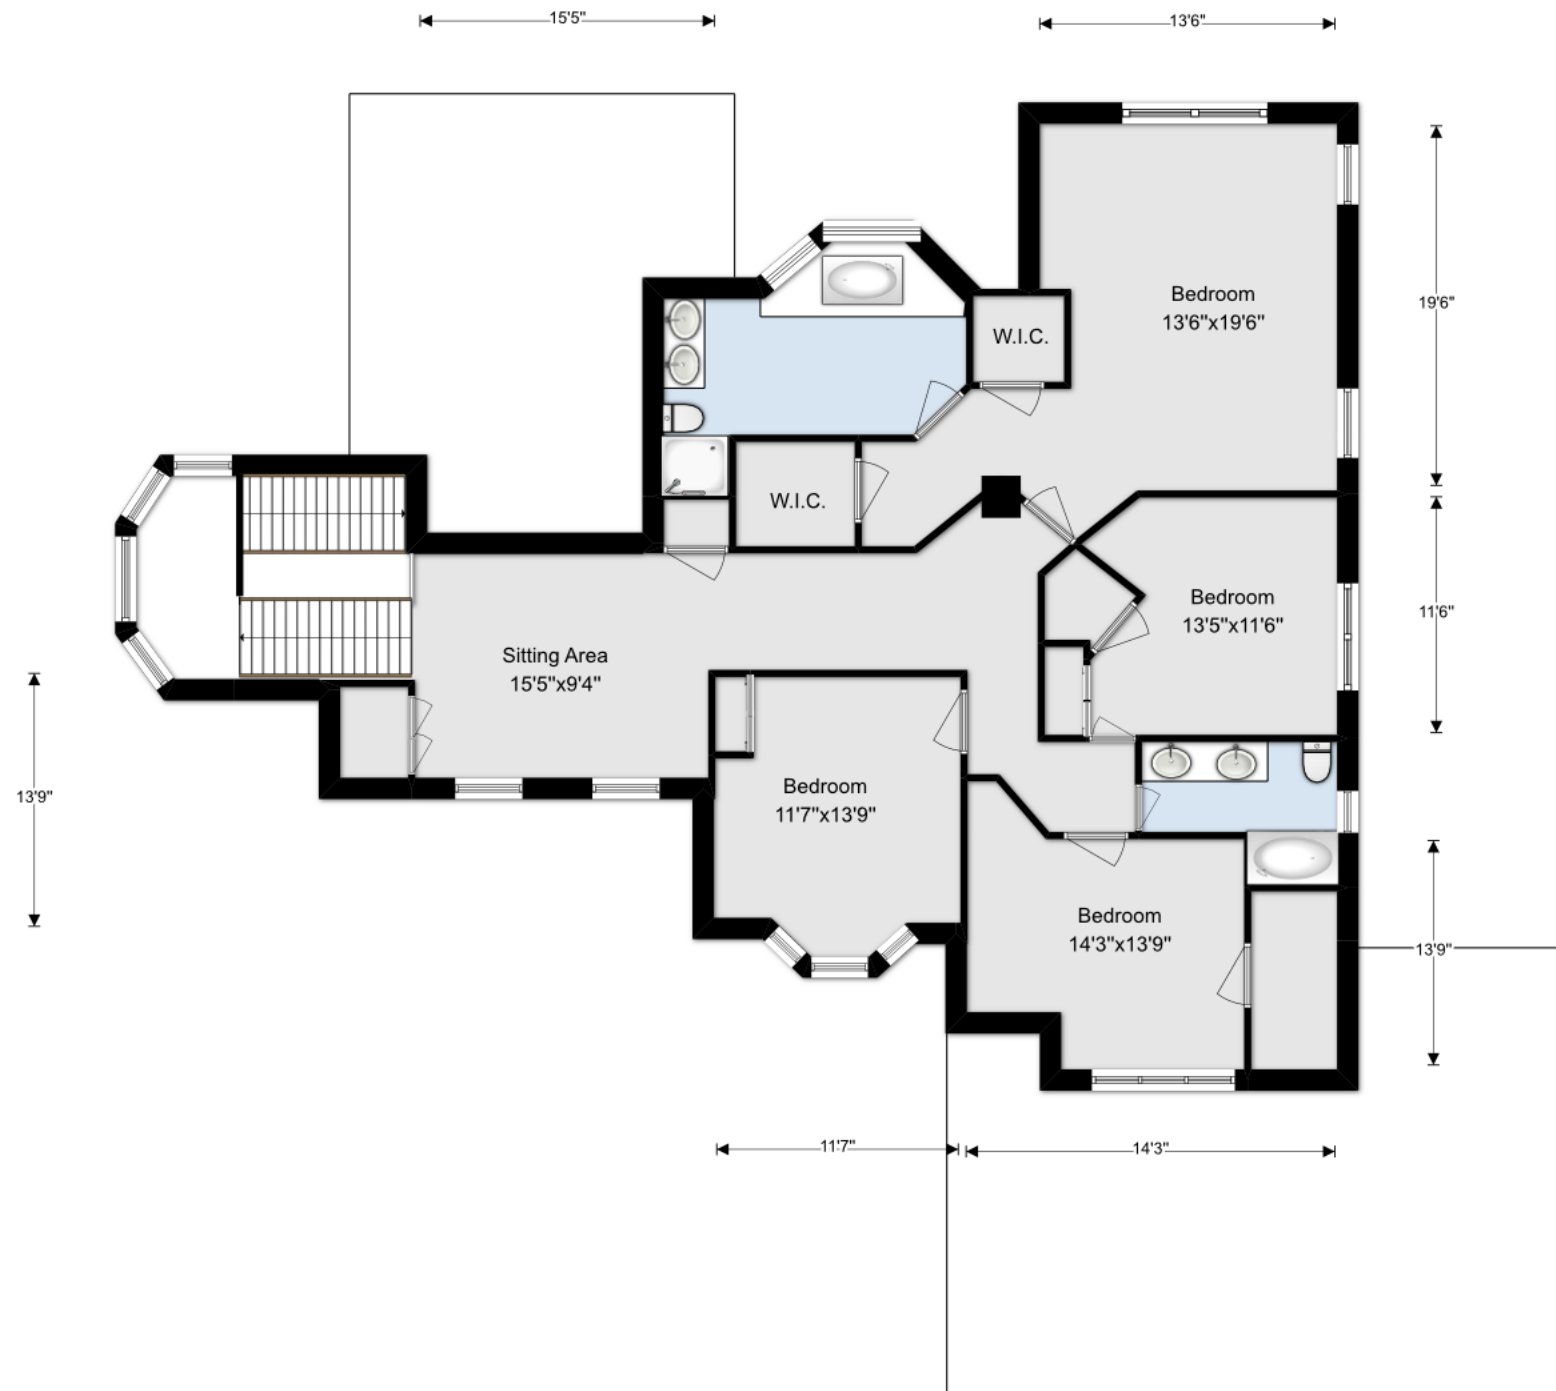 15'5"
13'6"
Bedroom
13'6"x19'6"
19'6"
W.I.C.
W.I.C.
Bedroom
13'5"x11'6"
11'6"
Sitting Area
15'5"x9'4"
13'9"
Bedroom
11'7"x13'9"
Bedroom
14'3"x13'9"
13'9"
11'7"
14'3"